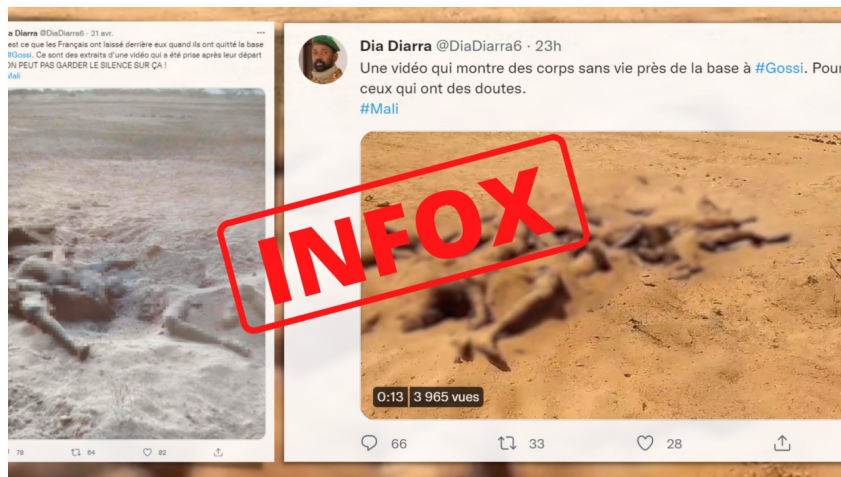 a Diarra @DiaDiarra6 · 21 avr.
est ce que les Français ont laissé derrière eux quand ils ont quitté la base
#Gossi. Ce sont des extraits d'une vidéo qui a été prise après leur départ
ON PEUT PAS GARDER LE SILENCE SUR ÇA !
Mali
78 64 82
Dia Diarra @DiaDiarra6 · 23h
Une vidéo qui montre des corps sans vie près de la base à #Gossi. Pour
ceux qui ont des doutes.
#Mali
INFOX
0:13 3 965 vues
66 33 28